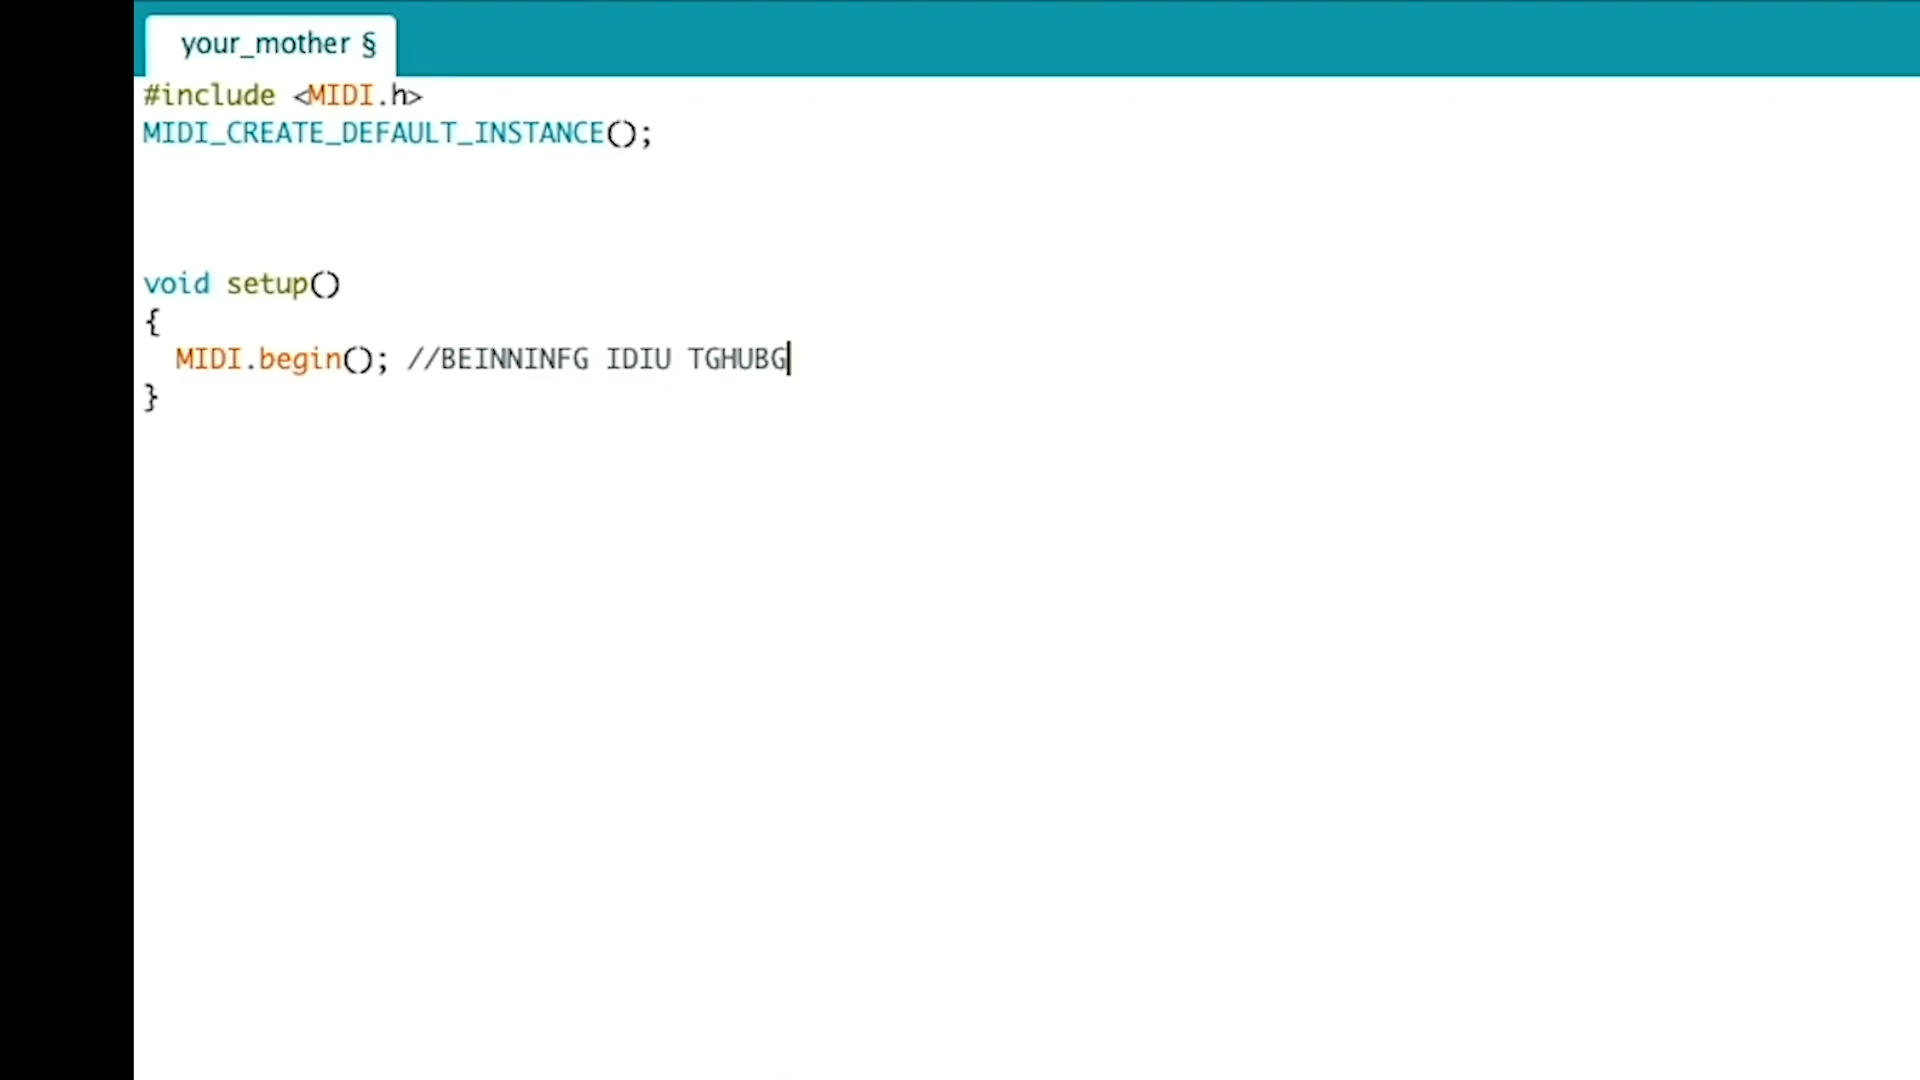 your_mother §
#include <MIDI.h>
MIDI_CREATE_DEFAULT_INSTANCE();
void setup()
{
MIDI.begin(); //BEINNINFG IDIU TGHUBG
}